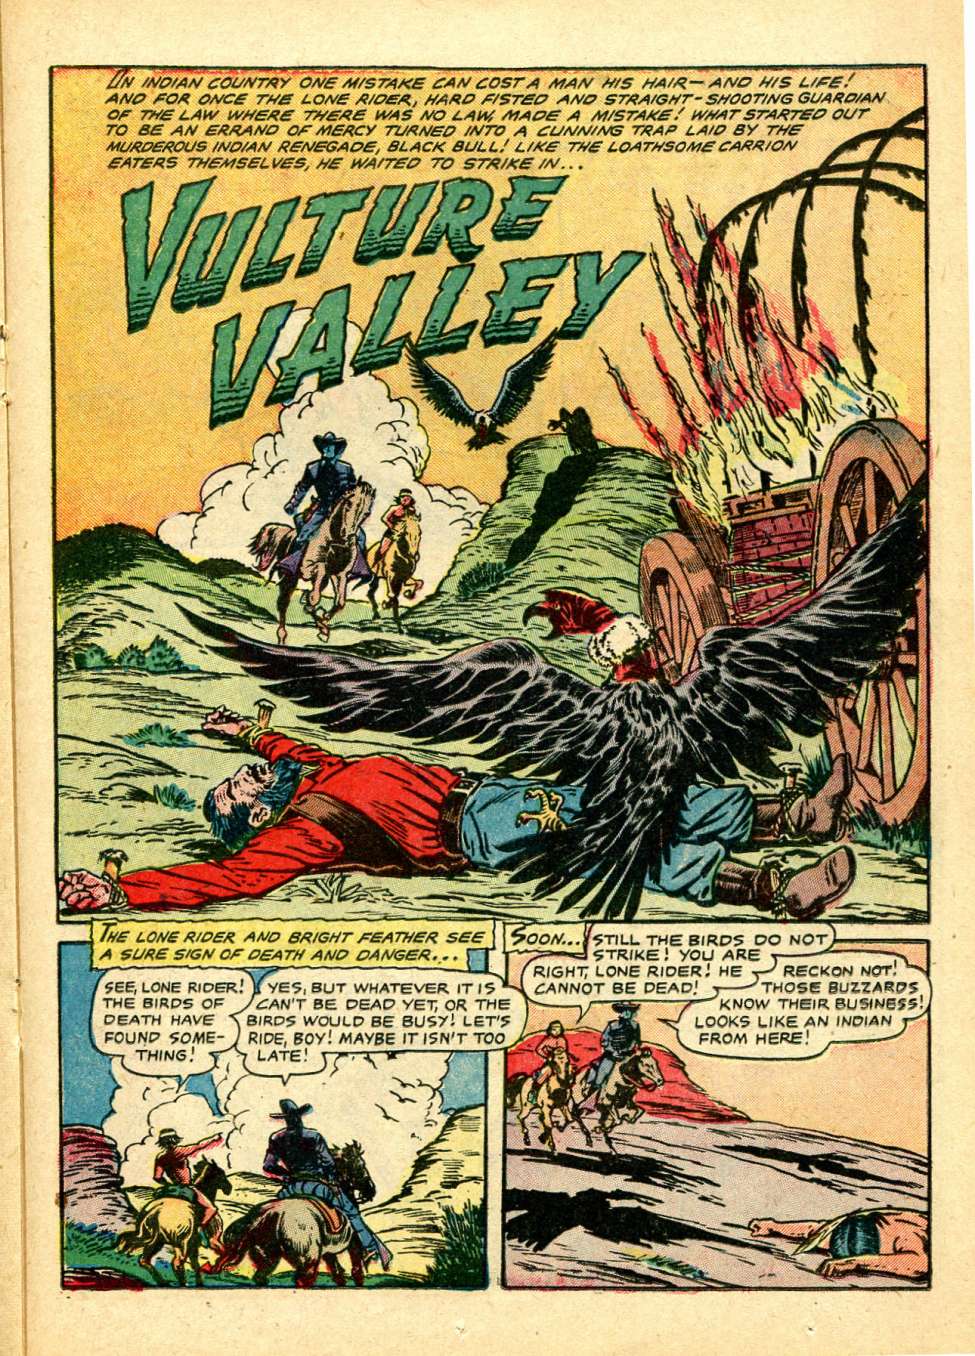 IN INDIAN COUNTRY ONE MISTAKE CAN COST A MAN HIS HAIR—AND HIS LIFE!
AND FOR ONCE THE LONE RIDER, HARD FISTED AND STRAIGHT-SHOOTING GUARDIAN
OF THE LAW WHERE THERE WAS NO LAW, MADE A MISTAKE! WHAT STARTED OUT
TO BE AN ERRAND OF MERCY TURNED INTO A CUNNING TRAP LAID BY THE
MURDEROUS INDIAN RENEGADE, BLACK BULL! LIKE THE LOATHSOME CARRION
EATERS THEMSELVES, HE WAITED TO STRIKE IN...
VULTURE
VALLEY
THE LONE RIDER AND BRIGHT FEATHER SEE
A SURE SIGN OF DEATH AND DANGER...
SEE, LONE RIDER!
THE BIRDS OF
DEATH HAVE
FOUND SOME-
THING!
YES, BUT WHATEVER IT IS
CAN'T BE DEAD YET, OR THE
BIRDS WOULD BE BUSY! LET'S
RIDE, BOY! MAYBE IT ISN'T TOO
LATE!
SOON...
STILL THE BIRDS DO NOT
STRIKE! YOU ARE
RIGHT, LONE RIDER! HE
CANNOT BE DEAD!
RECKON NOT!
THOSE BUZZARDS
KNOW THEIR BUSINESS!
LOOKS LIKE AN INDIAN
FROM HERE!